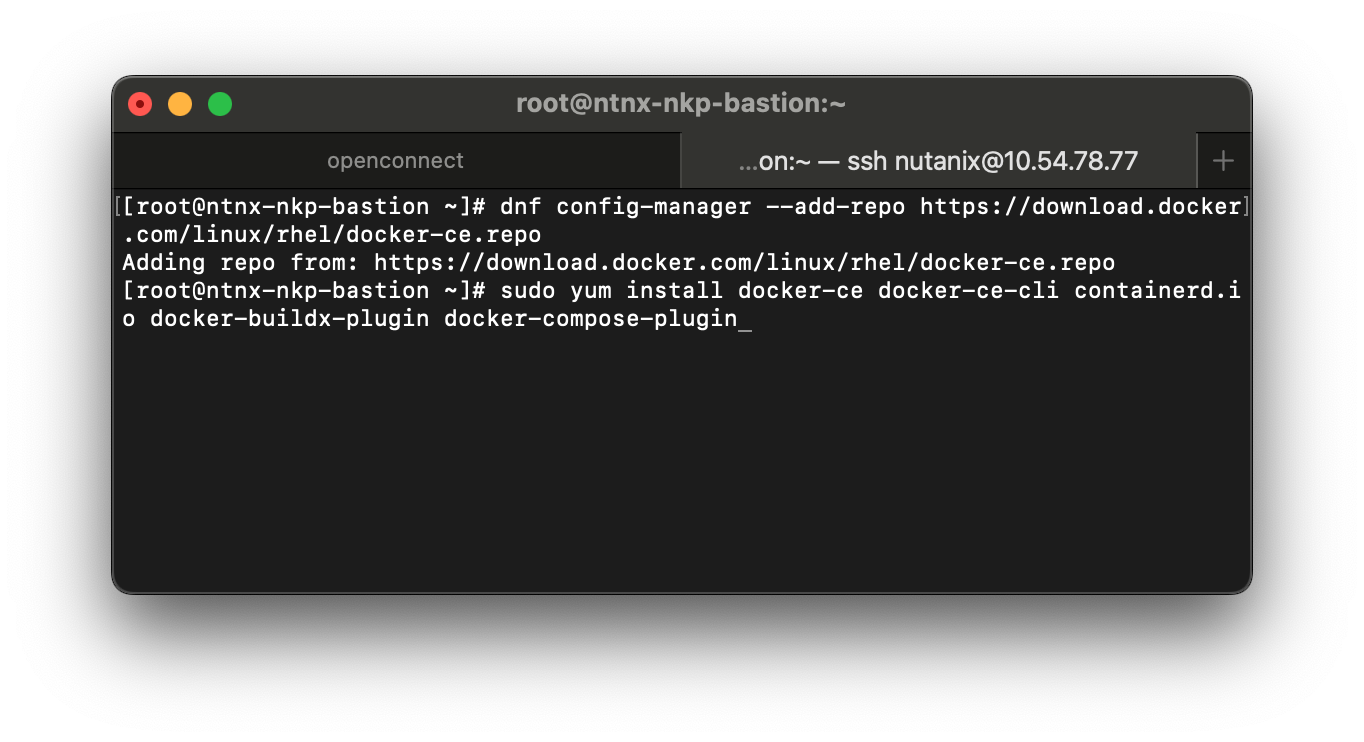 root@ntnx-nkp-bastion:~
openconnect
...on:~ — ssh nutanix@10.54.78.77
+
[[root@ntnx-nkp-bastion ~]# dnf config-manager --add-repo https://download.docker]
.com/linux/rhel/docker-ce.repo
Adding repo from: https://download.docker.com/linux/rhel/docker-ce.repo
[root@ntnx-nkp-bastion ~]# sudo yum install docker-ce docker-ce-cli containerd.i
o docker-buildx-plugin docker-compose-plugin_